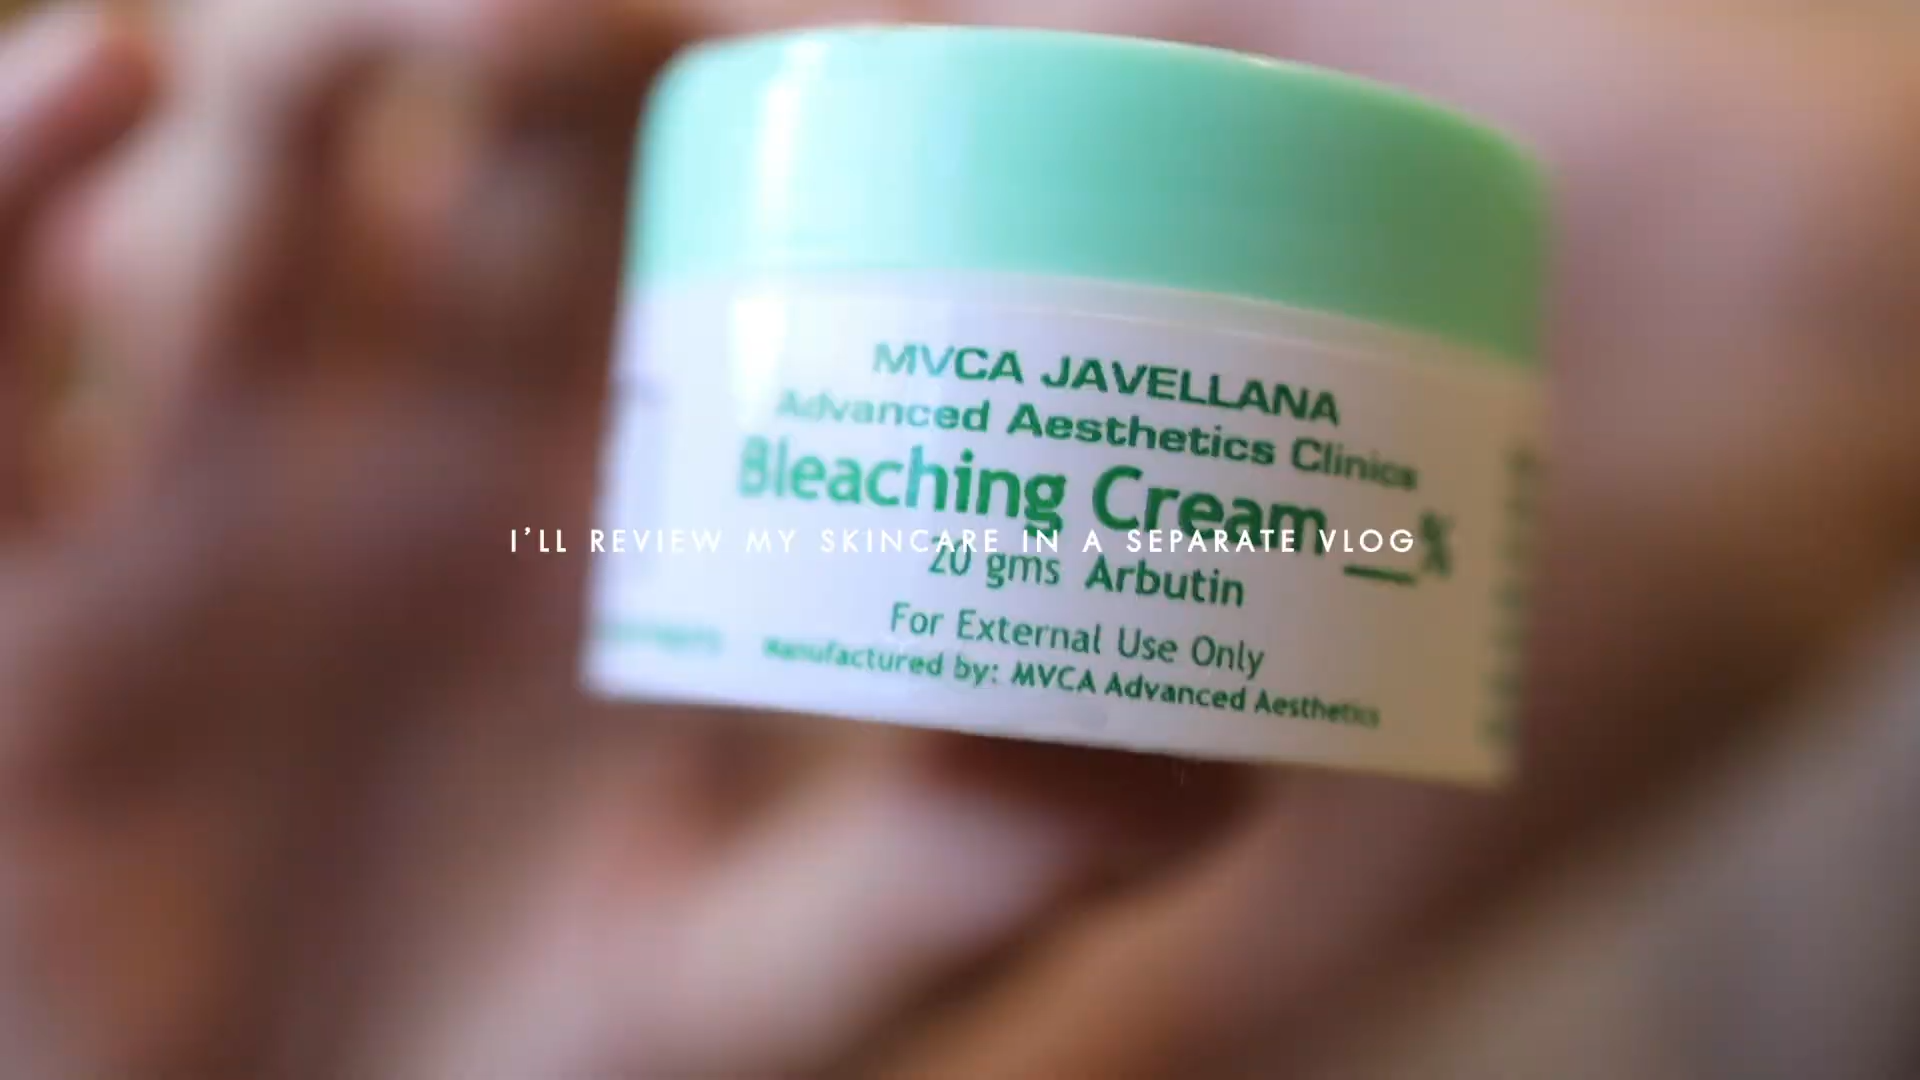 MVCA JAVELLANA
Advanced Aesthetics Clinics
Bleaching Cream __%
I'LL REVIEW MY SKINCARE IN A SEPARATE VLOG
20 gms Arbutin
For External Use Only
Manufactured by: MVCA Advanced Aesthetics